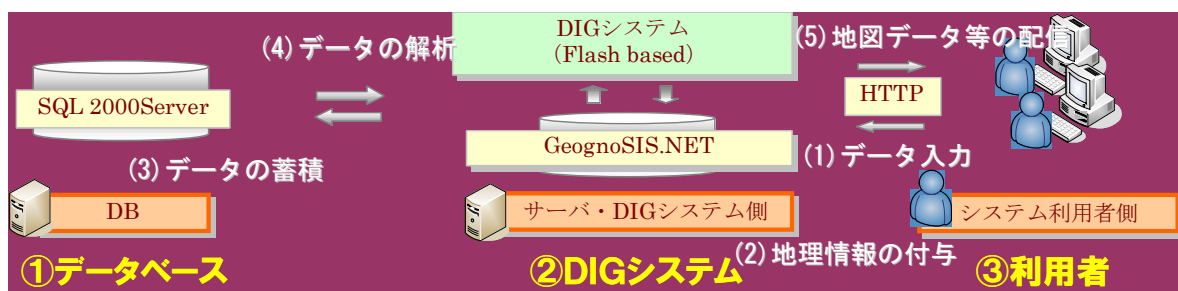 DIGシステム
(Flash based)
(4)データの解析
(5)地図データ等の配信
SQL 2000Server
HTTP
GeognoSIS.NET
(1)データ入力
(3)データの蓄積
DB
サーバ・DIGシステム側
システム利用者側
(2)地理情報の付与
①データベース
②DIGシステム
③利用者